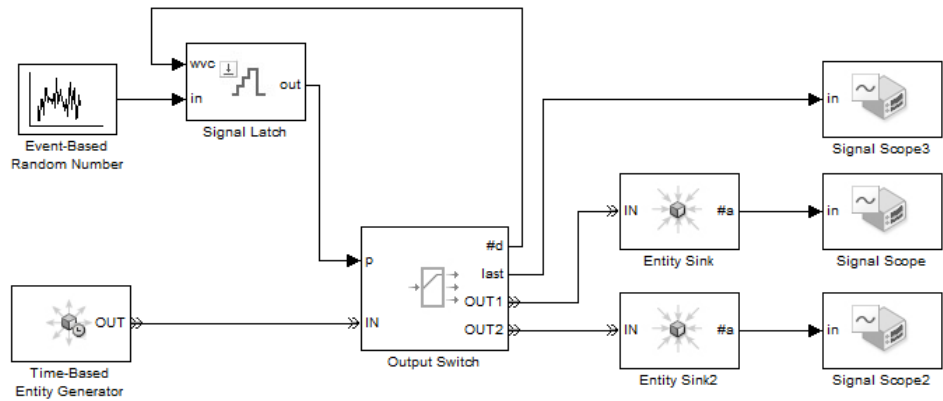 wvc
in
out
Signal Latch
Event-Based
Random Number
in
Signal Scope3
IN
#a
Entity Sink
in
Signal Scope
p
#d
last
OUT1
OUT2
IN
Output Switch
OUT
Time-Based
Entity Generator
IN
#a
Entity Sink2
in
Signal Scope2